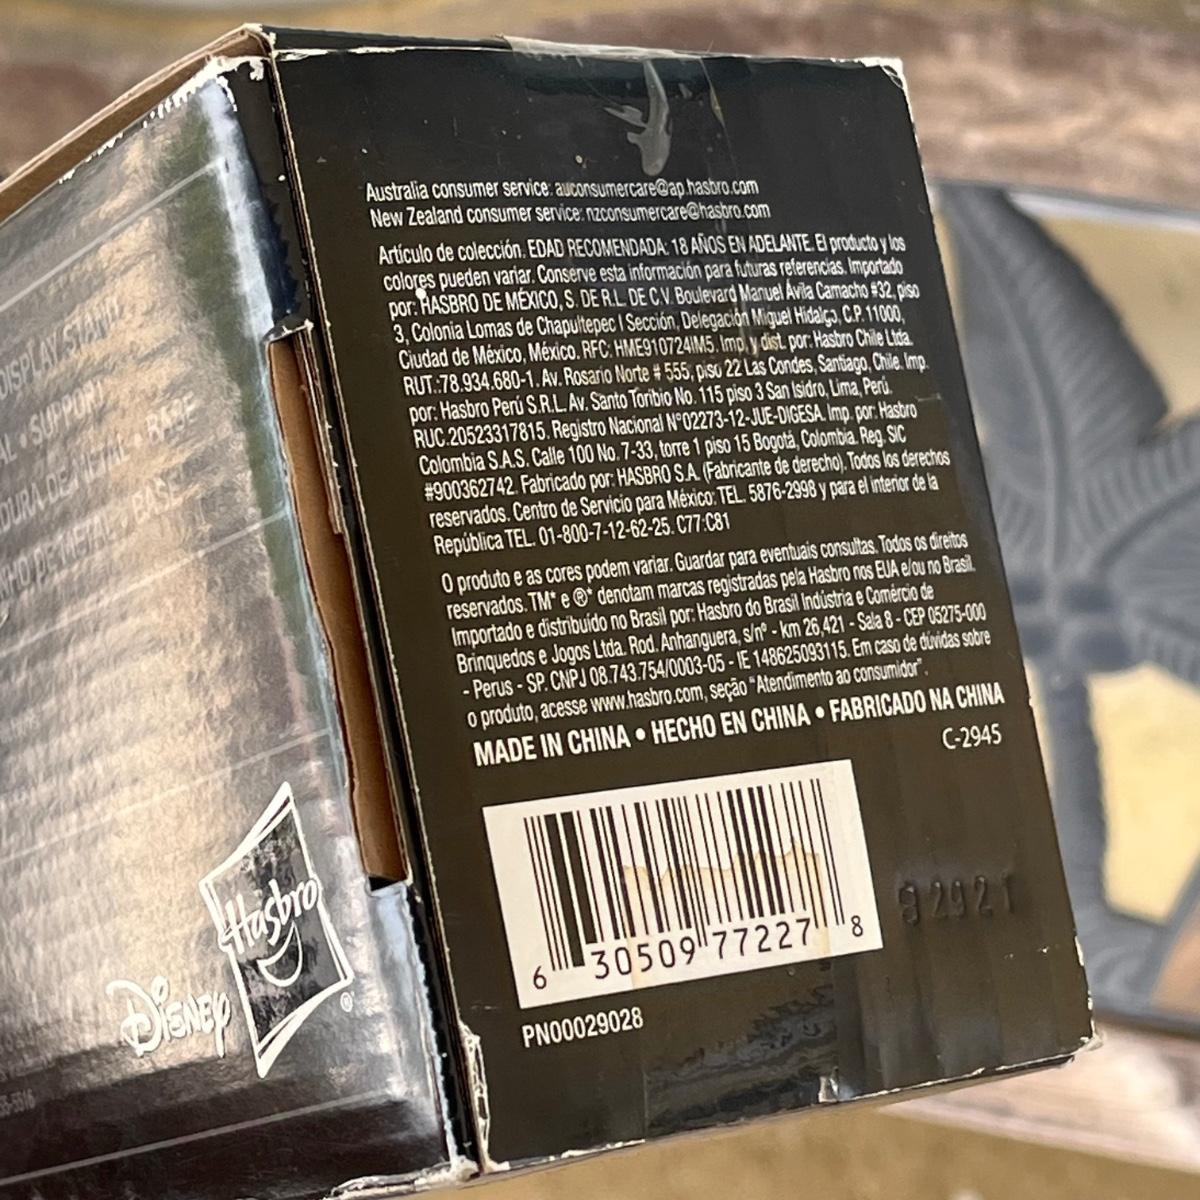 Australia consumer service: auconsumercare@ap.hasbro.com
New Zealand consumer service: nzconsumercare@hasbro.com
Artículo de colección. EDAD RECOMENDADA: 18 AÑOS EN ADELANTE. El producto y los
colores pueden variar. Conserve esta información para futuras referencias. Importado
por: HASBRO DE MÉXICO, S. DE R.L. DE C.V. Boulevard Manuel Ávila Camacho #32, piso
3, Colonia Lomas de Chapultepec I Sección, Delegación Miguel Hidalgo, C.P. 11000,
Ciudad de México, México. RFC: HME910724IM5. Imp. y dist. por: Hasbro Chile Ltda.
RUT.:78.934.680-1. Av. Rosario Norte # 555, piso 22 Las Condes, Santiago, Chile. Imp.
por: Hasbro Perú S.R.L. Av. Santo Toribio No. 115 piso 3 San Isidro, Lima, Perú.
RUC.20523317815. Registro Nacional N°02273-12-JUE-DIGESA. Imp. por: Hasbro
Colombia S.A.S. Calle 100 No. 7-33, torre 1 piso 15 Bogotá, Colombia. Reg. SIC
#900362742. Fabricado por: HASBRO S.A. (Fabricante de derecho). Todos los derechos
reservados. Centro de Servicio para México: TEL. 5876-2998 y para el interior de la
República TEL. 01-800-7-12-62-25. C77:C81
O produto e as cores podem variar. Guardar para eventuais consultas. Todos os direitos
reservados. TM* e ®* denotam marcas registradas pela Hasbro nos EUA e/ou no Brasil.
Importado e distribuído no Brasil por: Hasbro do Brasil Indústria e Comércio de
Brinquedos e Jogos Ltda. Rod. Anhanguera, s/nº - km 26,421 - Sala 8 - CEP 05275-000
- Perus - SP. CNPJ 08.743.754/0003-05 - IE 148625093115. Em caso de dúvidas sobre
o produto, acesse www.hasbro.com, seção "Atendimento ao consumidor".
MADE IN CHINA • HECHO EN CHINA • FABRICADO NA CHINA
C-2945
6 30509 77227 8
PN00029028
92921
DISPLAY STAND
AL • SUPPORT
DURA DE METAL • BASE
BASE
Hasbro
®
Disney